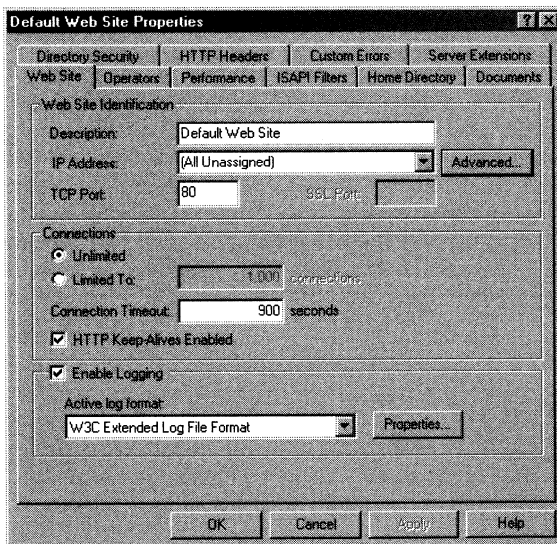 Default Web Site Properties
Directory Security HTTP Headers Custom Errors Server Extensions
Web Site Operators Performance ISAPI Filters Home Directory Documents
Web Site Identification
Description: Default Web Site
IP Address: (All Unassigned) Advanced...
TCP Port: 80 SSL Port:
Connections
Unlimited
Limited To: 1,000 connections
Connection Timeout: 900 seconds
HTTP Keep-Alives Enabled
Enable Logging
Active log format:
W3C Extended Log File Format Properties...
OK Cancel Apply Help